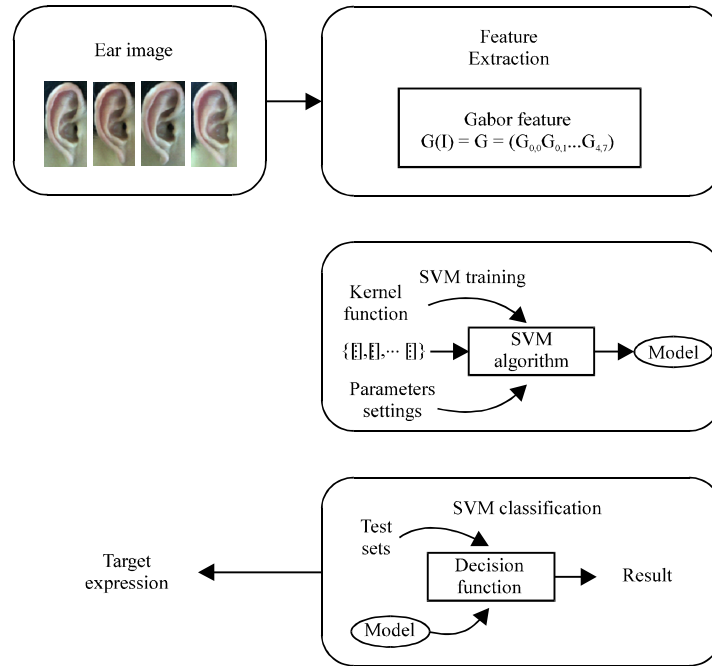 Ear image
Feature
Extraction
Gabor feature
G(I) = G = (G0,0G0,1...G4,7)
SVM training
Kernel
function
{[⋮],[⋮],... [⋮]}
SVM
algorithm
Model
Parameters
settings
SVM classification
Test
sets
Decision
function
Result
Model
Target
expression